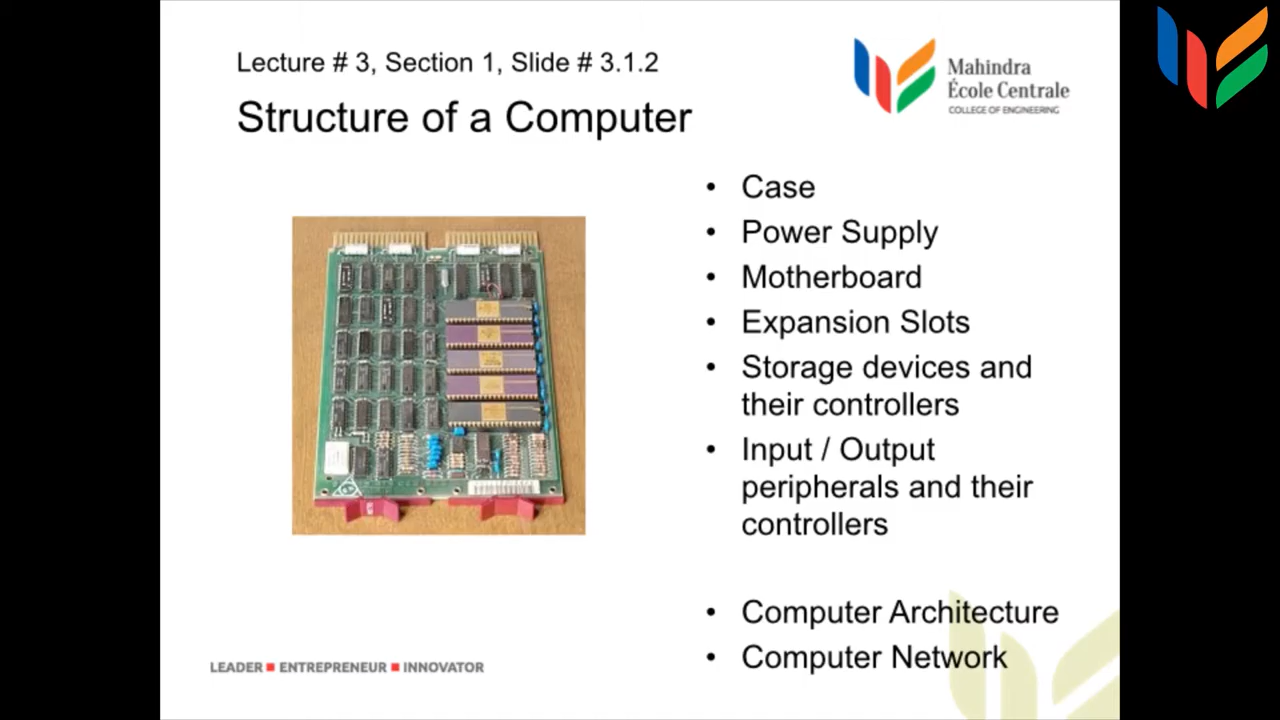 Lecture # 3, Section 1, Slide # 3.1.2
Structure of a Computer
Mahindra
École Centrale
COLLEGE OF ENGINEERING
• Case
• Power Supply
• Motherboard
• Expansion Slots
• Storage devices and
their controllers
• Input / Output
peripherals and their
controllers
• Computer Architecture
• Computer Network
LEADER ■ ENTREPRENEUR ■ INNOVATOR